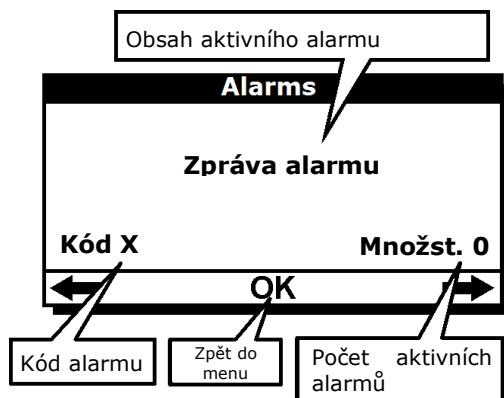 Obsah aktivního alarmu
Alarms
Zpráva alarmu
Kód X
Množst. 0
OK
Kód alarmu
Zpět do
menu
Počet aktivních
alarmů